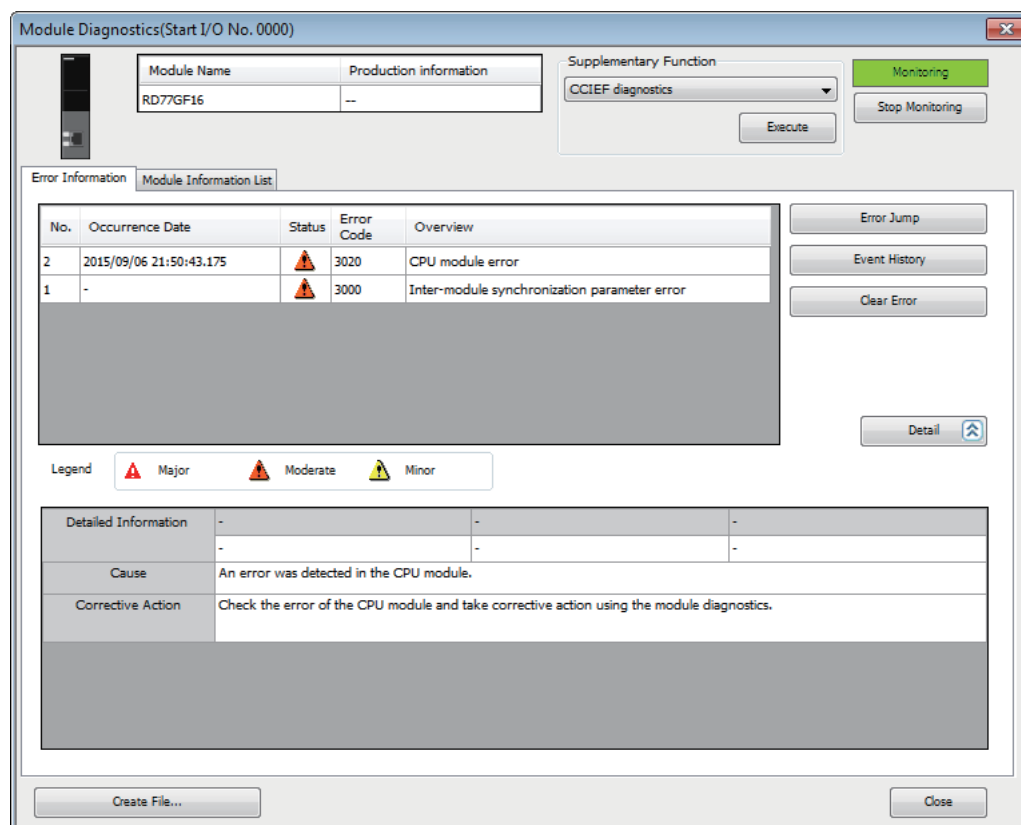 Module Diagnostics(Start I/O No. 0000)
Module Name Production information
RD77GF16 --
Supplementary Function
CCIEF diagnostics
Execute
Monitoring
Stop Monitoring
Error Information Module Information List
No. Occurrence Date Status Error Code Overview
2 2015/09/06 21:50:43.175 3020 CPU module error
1 - 3000 Inter-module synchronization parameter error
Error Jump
Event History
Clear Error
Detail
Legend Major Moderate Minor
Detailed Information - - -
- - -
Cause An error was detected in the CPU module.
Corrective Action Check the error of the CPU module and take corrective action using the module diagnostics.
Create File... Close